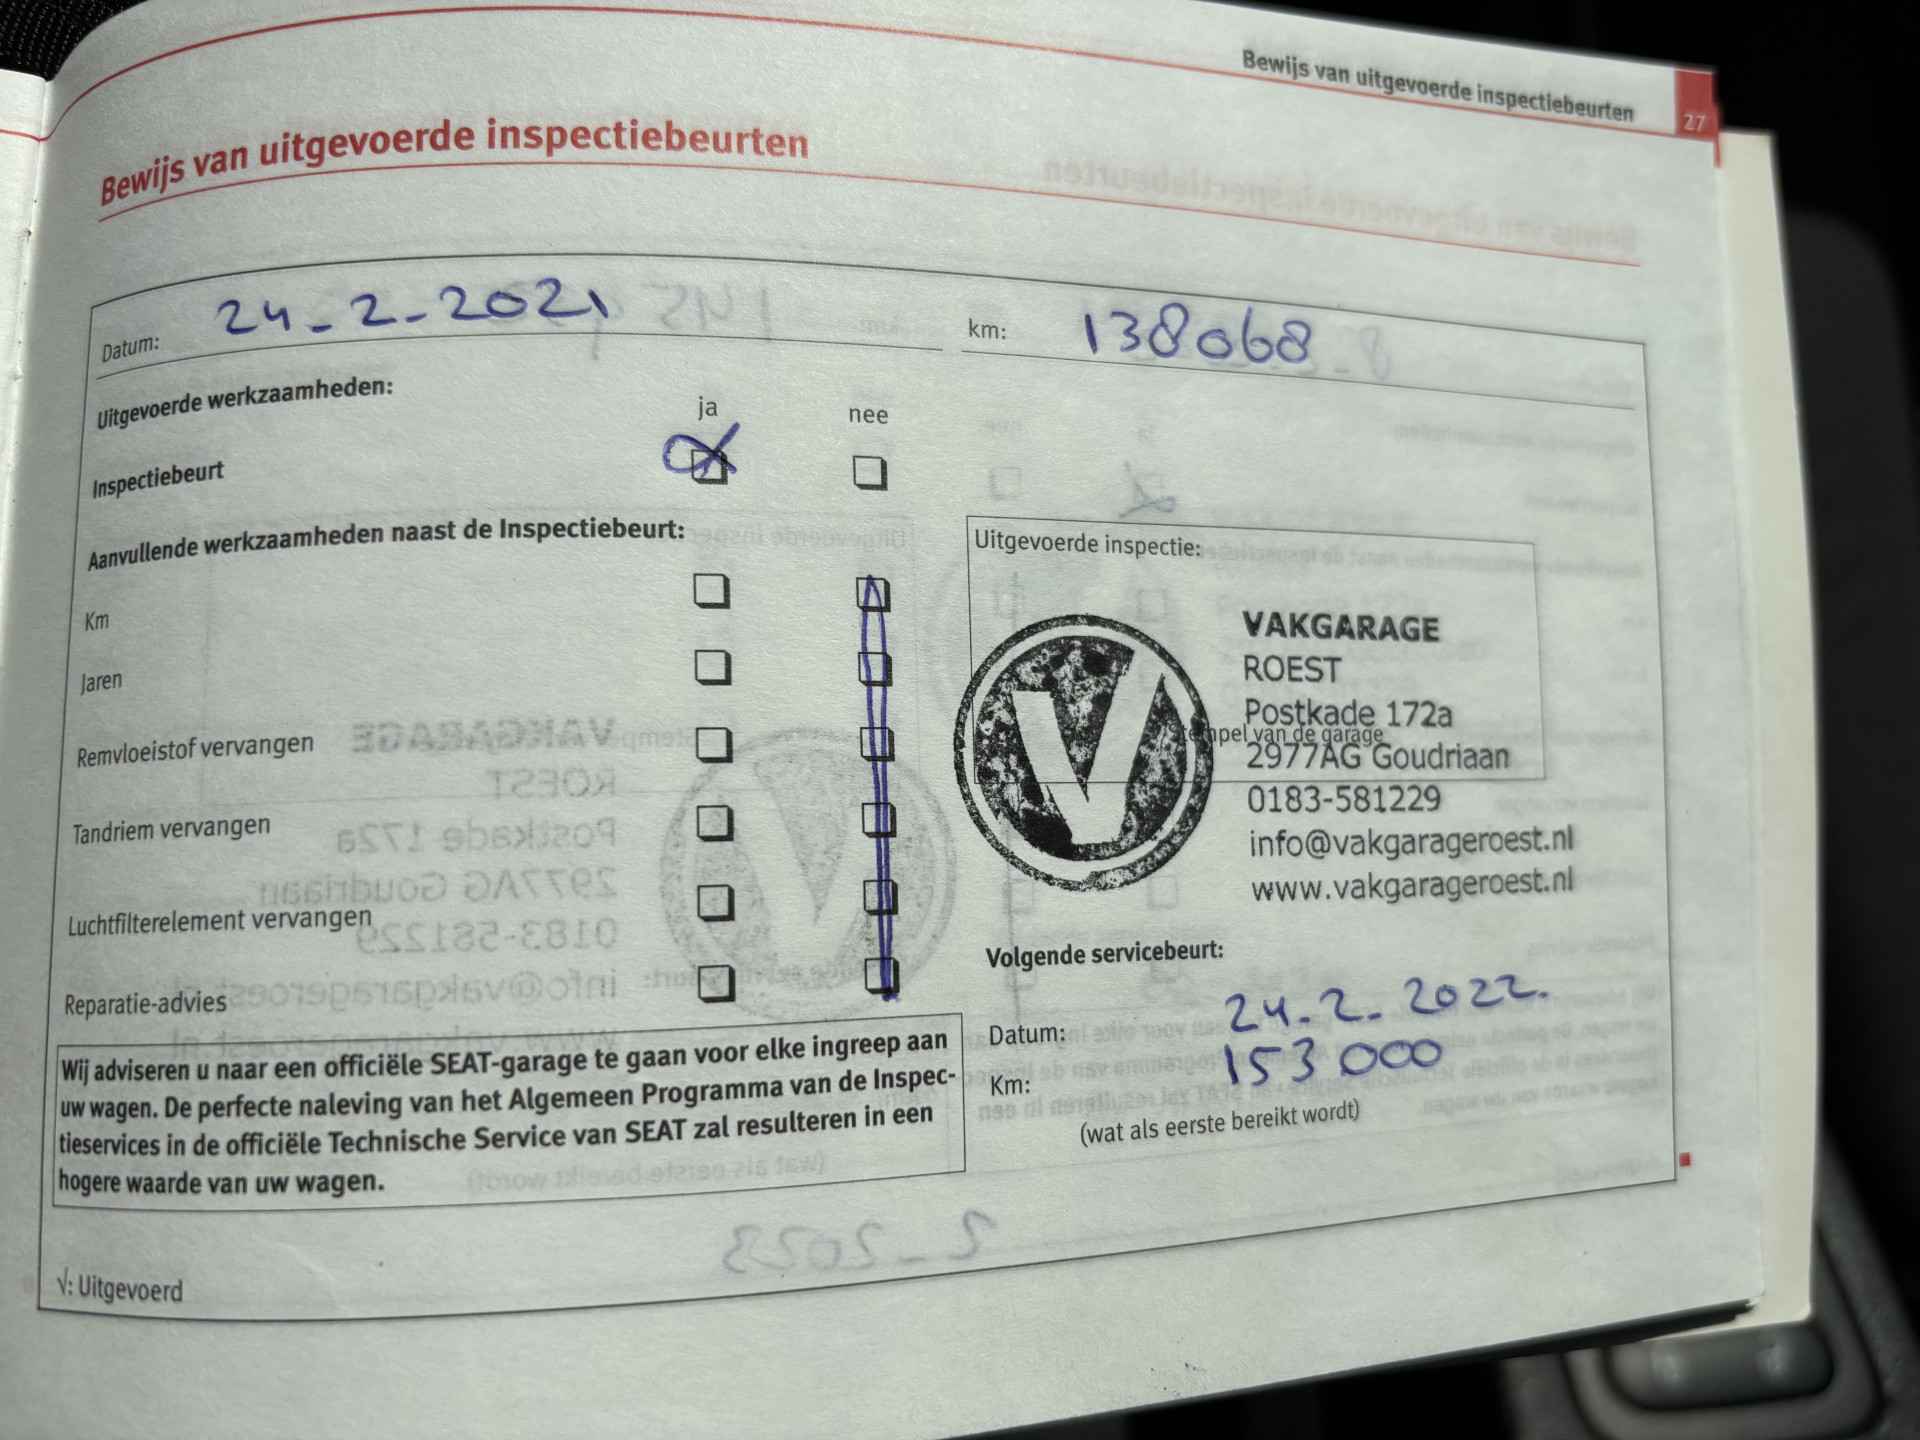 Bewijs van uitgevoerde inspectiebeurten
27
Bewijs van uitgevoerde inspectiebeurten
Datum: 24-2-2021
km: 138068
Uitgevoerde werkzaamheden:
ja nee
Inspectiebeurt
Aanvullende werkzaamheden naast de Inspectiebeurt:
Km
Jaren
Remvloeistof vervangen
Tandriem vervangen
Luchtfilterelement vervangen
Reparatie-advies
Wij adviseren u naar een officiële SEAT-garage te gaan voor elke ingreep aan
uw wagen. De perfecte naleving van het Algemeen Programma van de Inspec-
tieservices in de officiële Technische Service van SEAT zal resulteren in een
hogere waarde van uw wagen.
√: Uitgevoerd
Uitgevoerde inspectie:
VAKGARAGE
ROEST
Postkade 172a
stempel van de garage
2977AG Goudriaan
0183-581229
info@vakgarageroest.nl
www.vakgarageroest.nl
Volgende servicebeurt:
Datum: 24-2-2022.
Km: 153000
(wat als eerste bereikt wordt)